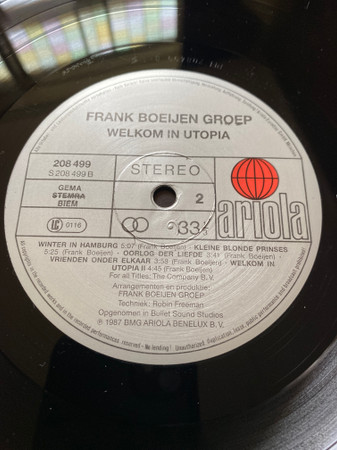 FRANK BOEIJEN GROEP
WELKOM IN UTOPIA
208 499
S 208 499 B
STEREO
GEMA
STEMRA
BIEM
2
LC 0116
33
ariola
WINTER IN HAMBURG 5:07 (Frank Boeijen) · KLEINE BLONDE PRINSES
5:25 (Frank Boeijen) · OORLOG DER LIEFDE 3:41 (Frank Boeijen) ·
VRIENDEN ONDER ELKAAR 3:58 (Frank Boeijen) · WELKOM IN
UTOPIA II 4:45 (Frank Boeijen)
For all Titles: The Company B.V.
Arrangementen en produktie:
FRANK BOEIJEN GROEP
Techniek: Robin Freeman
Opgenomen in Bullet Sound Studios
℗ 1987 BMG ARIOLA BENELUX B.V.